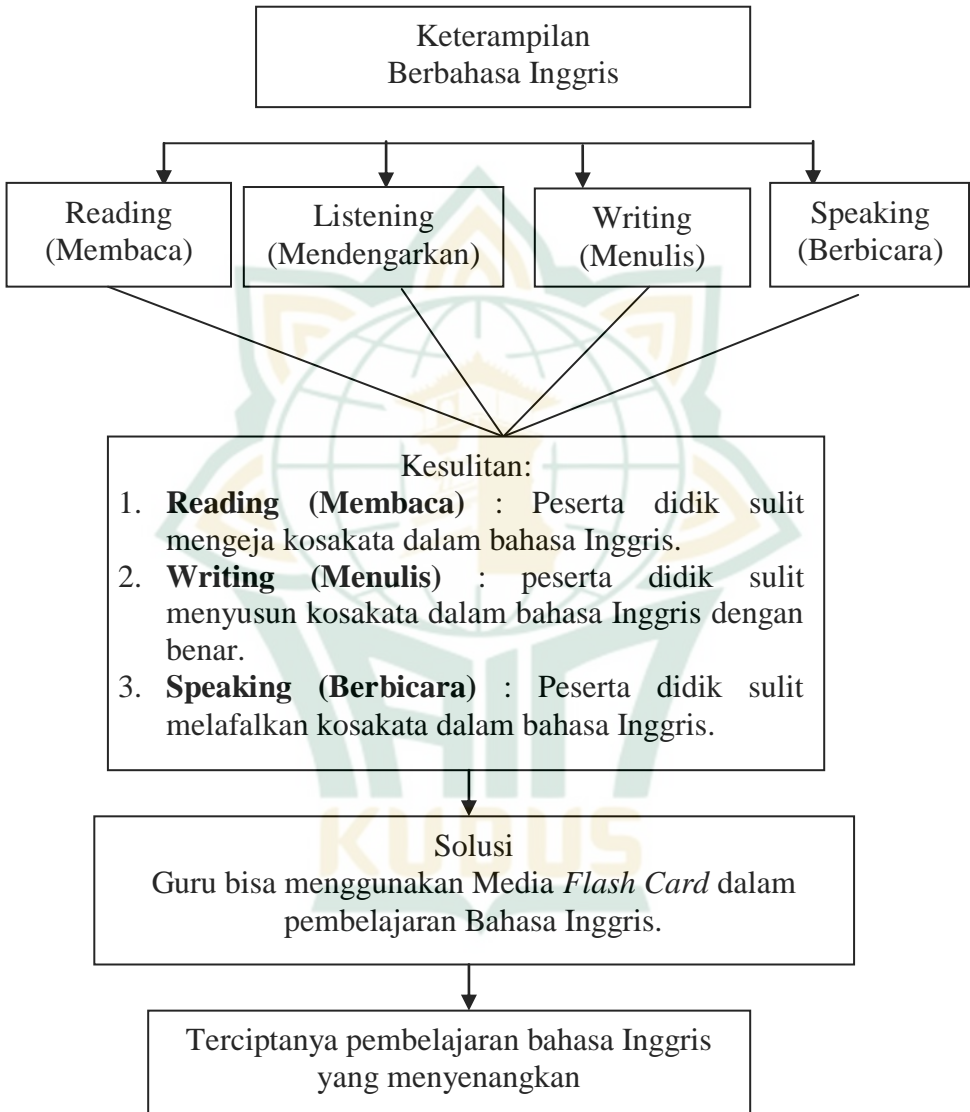 Keterampilan
Berbahasa Inggris
Reading
(Membaca)
Listening
(Mendengarkan)
Writing
(Menulis)
Speaking
(Berbicara)
Kesulitan:
1. Reading (Membaca) : Peserta didik sulit
mengeja kosakata dalam bahasa Inggris.
2. Writing (Menulis) : peserta didik sulit
menyusun kosakata dalam bahasa Inggris dengan
benar.
3. Speaking (Berbicara) : Peserta didik sulit
melafalkan kosakata dalam bahasa Inggris.
Solusi
Guru bisa menggunakan Media Flash Card dalam
pembelajaran Bahasa Inggris.
Terciptanya pembelajaran bahasa Inggris
yang menyenangkan
IAIN
KUDUS